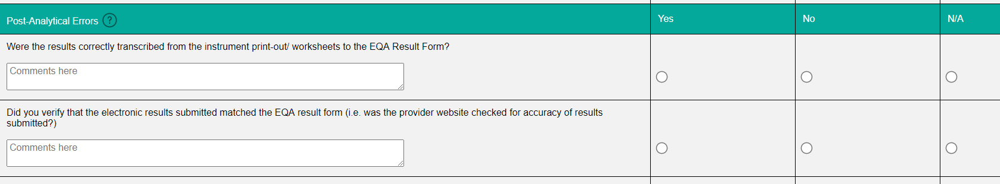 Post-Analytical Errors ? Yes No N/A
Were the results correctly transcribed from the instrument print-out/ worksheets to the EQA Result Form?
Comments here
Did you verify that the electronic results submitted matched the EQA result form (i.e. was the provider website checked for accuracy of results
submitted?)
Comments here